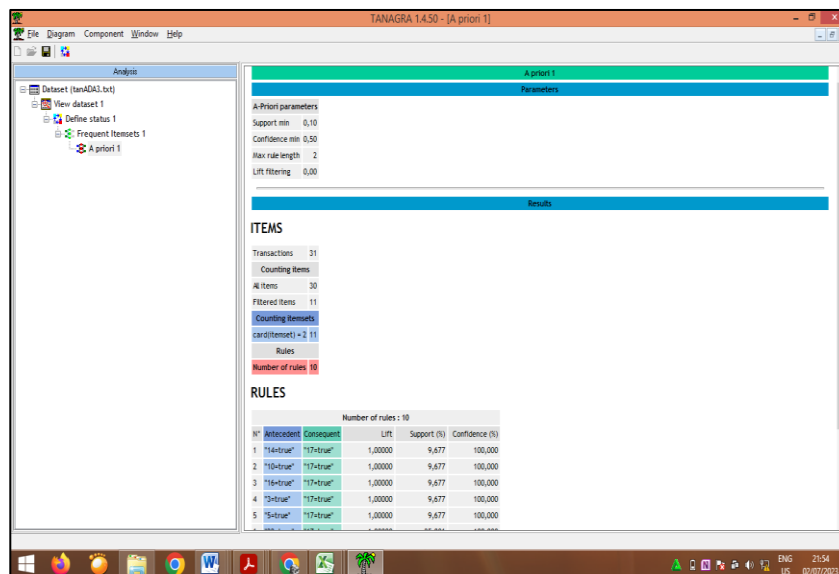 TANAGRA 1.4.50 - [A priori 1]
File Diagram Component Window Help
Analysis
Dataset (tanADA3.txt)
View dataset 1
Define status 1
Frequent Itemsets 1
A priori 1
A priori 1
Parameters
A-Priori parameters
Support min 0,10
Confidence min 0,50
Max rule length 2
Lift filtering 0,00
Results
ITEMS
Transactions 31
Counting items
All items 30
Filtered items 11
Counting itemsets
card(itemset) = 2 11
Rules
Number of rules 10
RULES
Number of rules : 10
N° Antecedent Consequent Lift Support (%) Confidence (%)
1 "14=true" "17=true" 1,00000 9,677 100,000
2 "10=true" "17=true" 1,00000 9,677 100,000
3 "16=true" "17=true" 1,00000 9,677 100,000
4 "3=true" "17=true" 1,00000 9,677 100,000
5 "5=true" "17=true" 1,00000 9,677 100,000
ENG 21:54
US 02/07/2023